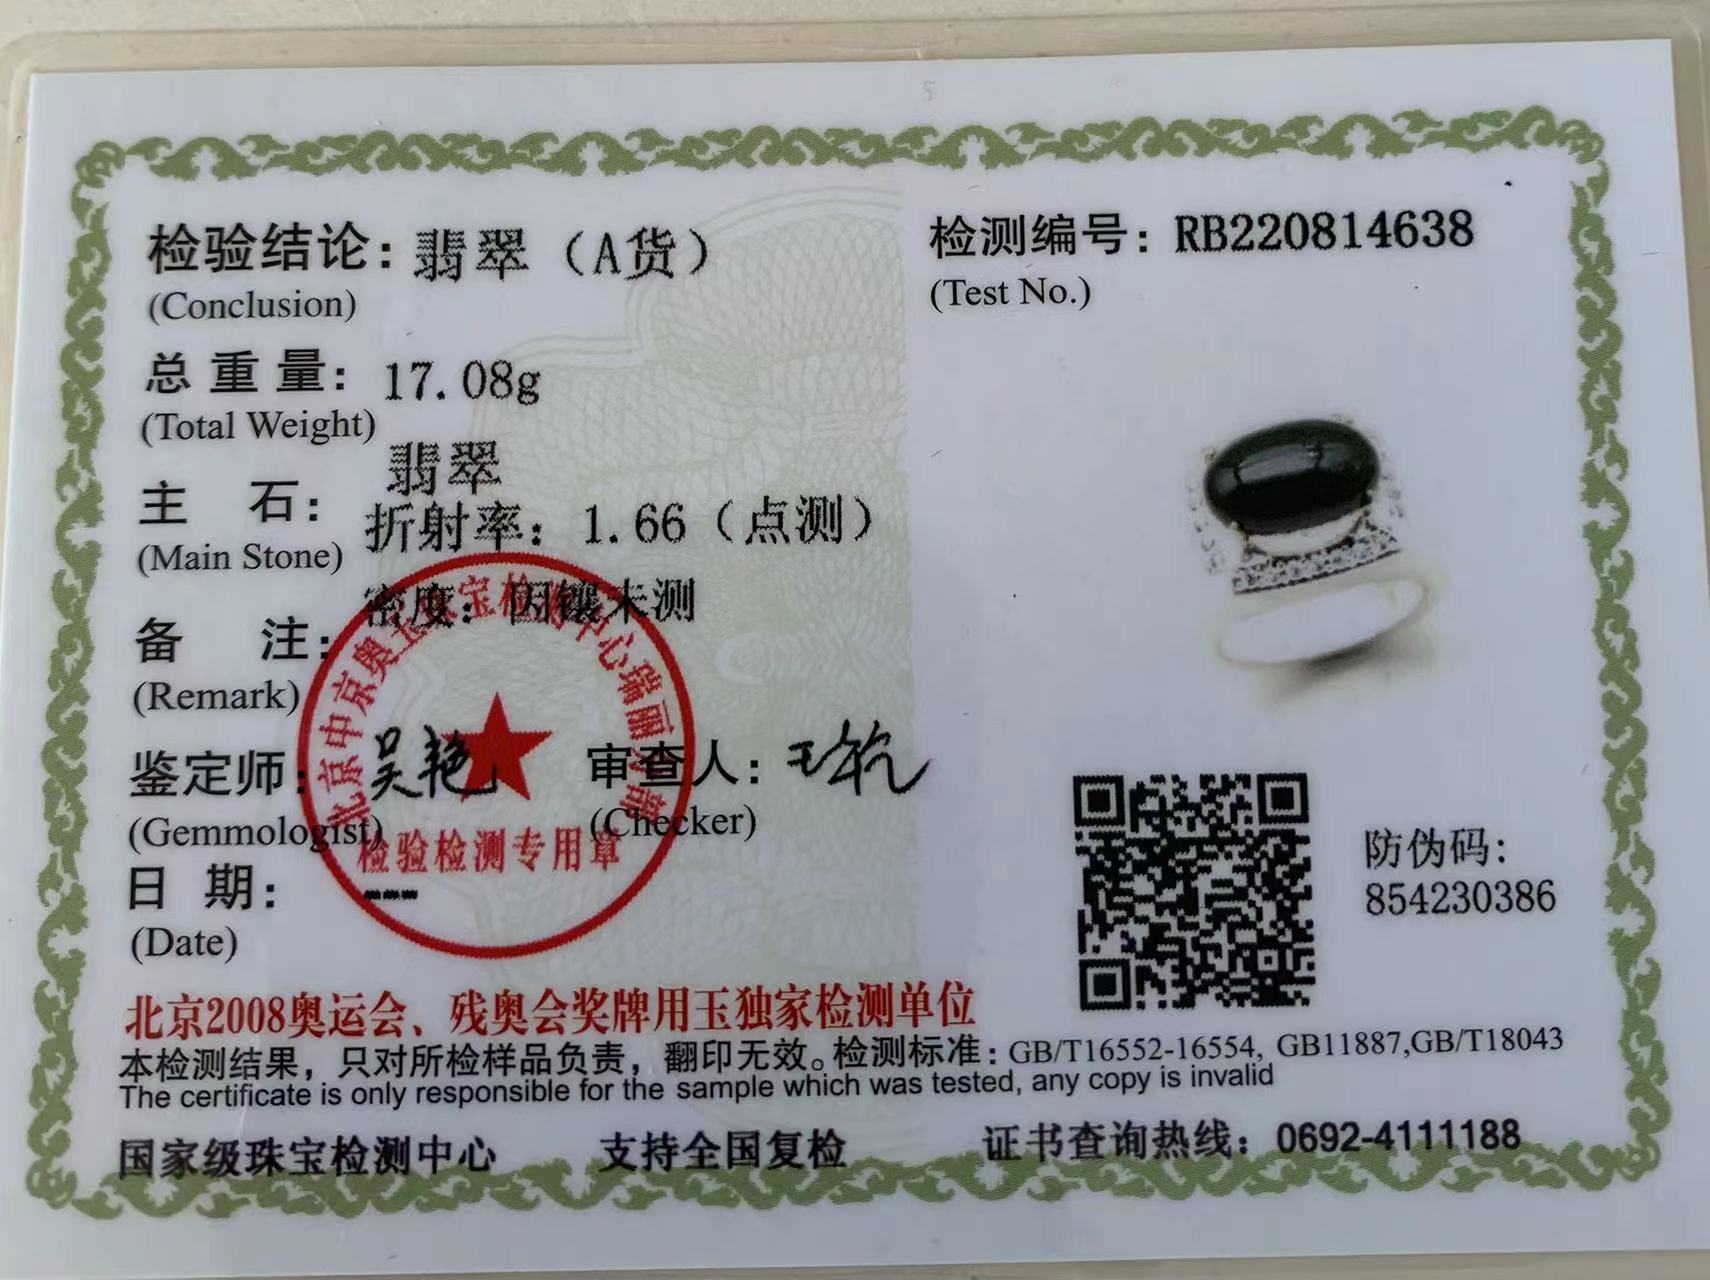 检验结论：翡翠（A货）
(Conclusion)
检测编号：RB220814638
(Test No.)
总重量：17.08g
(Total Weight)
翡翠
主石：
(Main Stone)
折射率：1.66（点测）
密度：因镶未测
备注：
(Remark)
鉴定师：吴艳
(Gemmologist)
审查人：
(Checker)
日期：---
(Date)
检验检测专用章
防伪码：
854230386
北京2008奥运会、残奥会奖牌用玉独家检测单位
本检测结果，只对所检样品负责，翻印无效。检测标准：GB/T16552-16554, GB11887,GB/T18043
The certificate is only responsible for the sample which was tested, any copy is invalid
国家级珠宝检测中心 支持全国复检 证书查询热线：0692-4111188